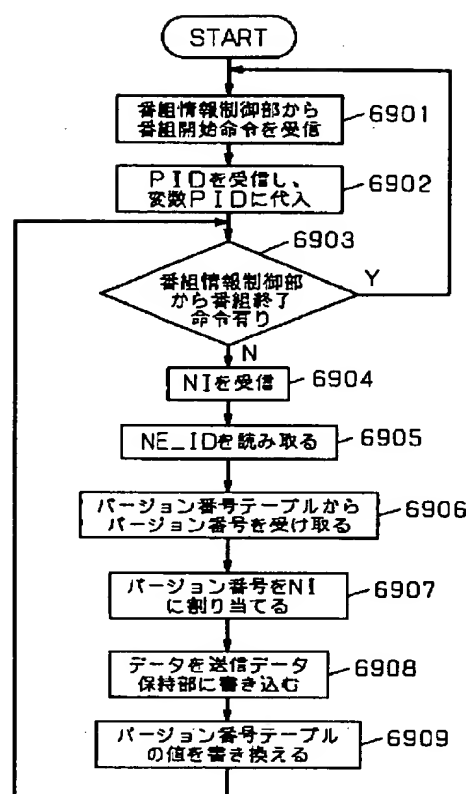 START
番組情報制御部から
番組開始命令を受信
6901
PIDを受信し、
変数PIDに代入
6902
6903
番組情報制御部
から番組終了
命令有り
Y
N
NIを受信
6904
NE_IDを読み取る
6905
バージョン番号テーブルから
バージョン番号を受け取る
6906
バージョン番号をNI
に割り当てる
6907
データを送信データ
保持部に書き込む
6908
バージョン番号テーブル
の値を書き換える
6909